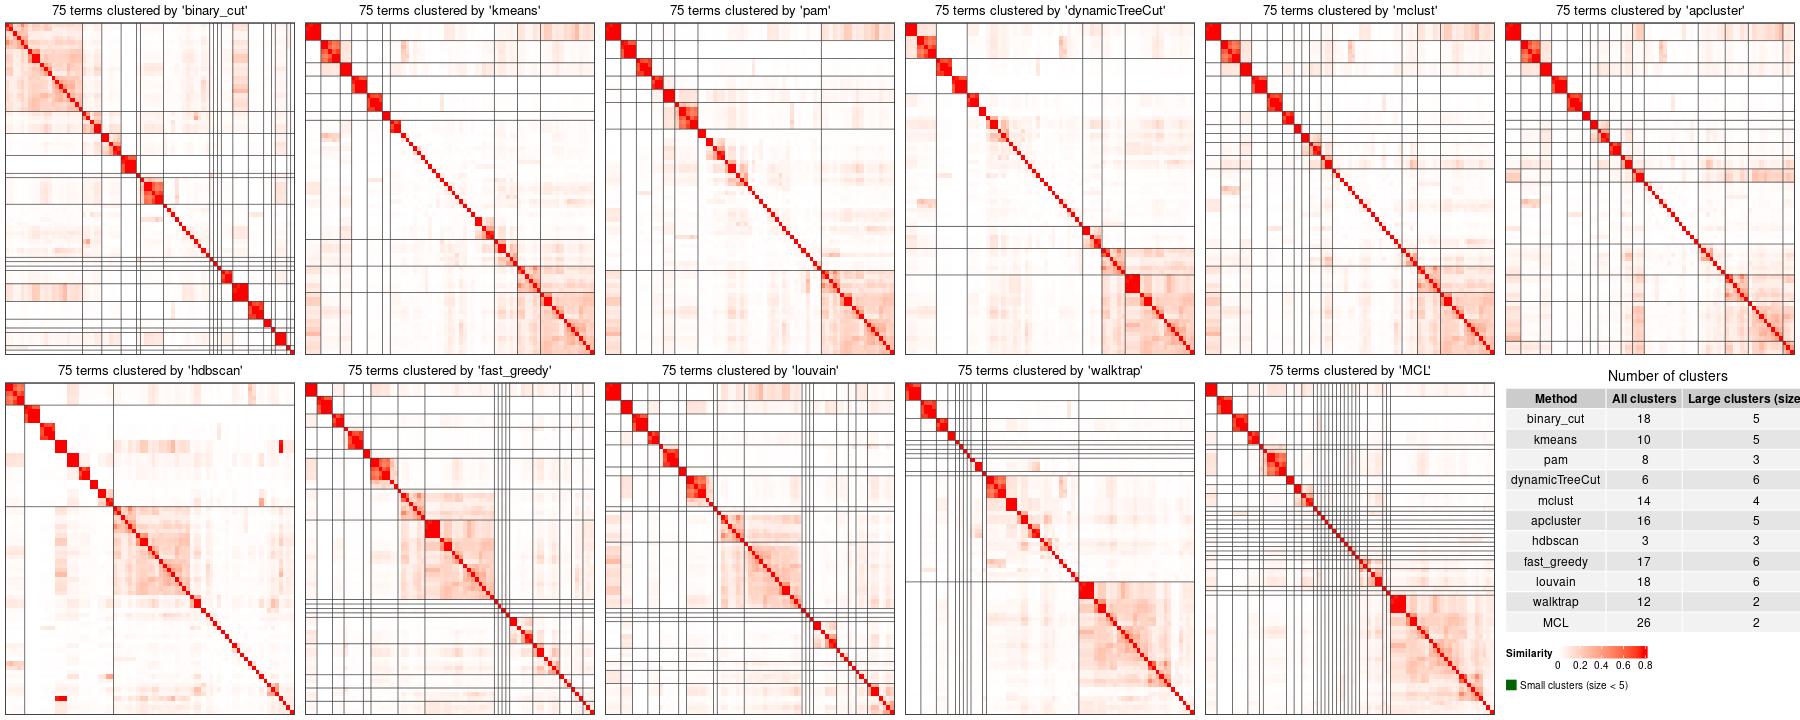 75 terms clustered by 'binary_cut'
75 terms clustered by 'kmeans'
75 terms clustered by 'pam'
75 terms clustered by 'dynamicTreeCut'
75 terms clustered by 'mclust'
75 terms clustered by 'apcluster'
75 terms clustered by 'hdbscan'
75 terms clustered by 'fast_greedy'
75 terms clustered by 'louvain'
75 terms clustered by 'walktrap'
75 terms clustered by 'MCL'
Number of clusters
Method All clusters Large clusters (size
binary_cut 18 5
kmeans 10 5
pam 8 3
dynamicTreeCut 6 6
mclust 14 4
apcluster 16 5
hdbscan 3 3
fast_greedy 17 6
louvain 18 6
walktrap 12 2
MCL 26 2
Similarity
0 0.2 0.4 0.6 0.8
Small clusters (size < 5)